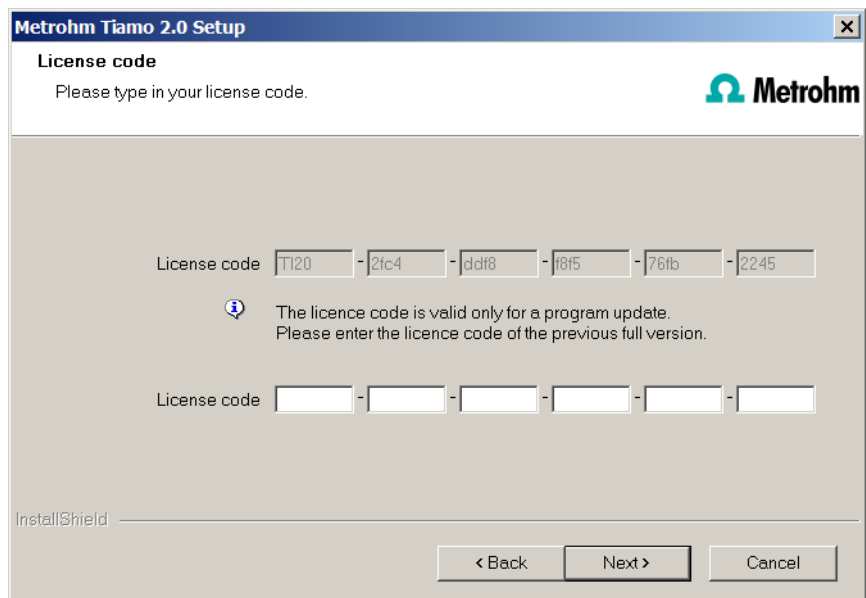 Metrohm Tiamo 2.0 Setup
License code
Please type in your license code.
Metrohm
License code TI20 - 2fc4 - ddf8 - f8f5 - 76fb - 2245
The licence code is valid only for a program update.
Please enter the licence code of the previous full version.
License code - - - - -
InstallShield
< Back Next > Cancel